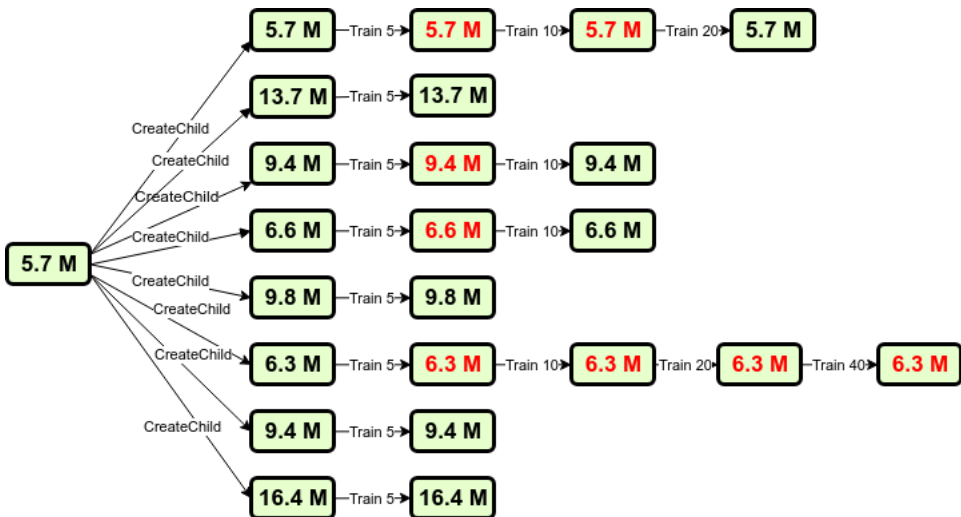 5.7 M Train 5 5.7 M Train 10 5.7 M Train 20 5.7 M
CreateChild
13.7 M Train 5 13.7 M
CreateChild
9.4 M Train 5 9.4 M Train 10 9.4 M
CreateChild
6.6 M Train 5 6.6 M Train 10 6.6 M
CreateChild
5.7 M
CreateChild
9.8 M Train 5 9.8 M
CreateChild
6.3 M Train 5 6.3 M Train 10 6.3 M Train 20 6.3 M Train 40 6.3 M
CreateChild
9.4 M Train 5 9.4 M
CreateChild
16.4 M Train 5 16.4 M